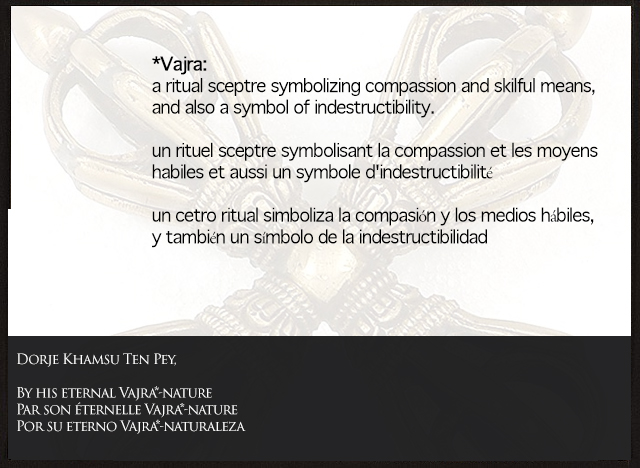 *Vajra:
a ritual sceptre symbolizing compassion and skilful means,
and also a symbol of indestructibility.
un rituel sceptre symbolisant la compassion et les moyens
habiles et aussi un symbole d'indestructibilité
un cetro ritual simboliza la compasión y los medios hábiles,
y también un símbolo de la indestructibilidad
Dorje Khamsu Ten Pey,
By his eternal Vajra*-nature
Par son éternelle Vajra*-nature
Por su eterno Vajra*-naturaleza